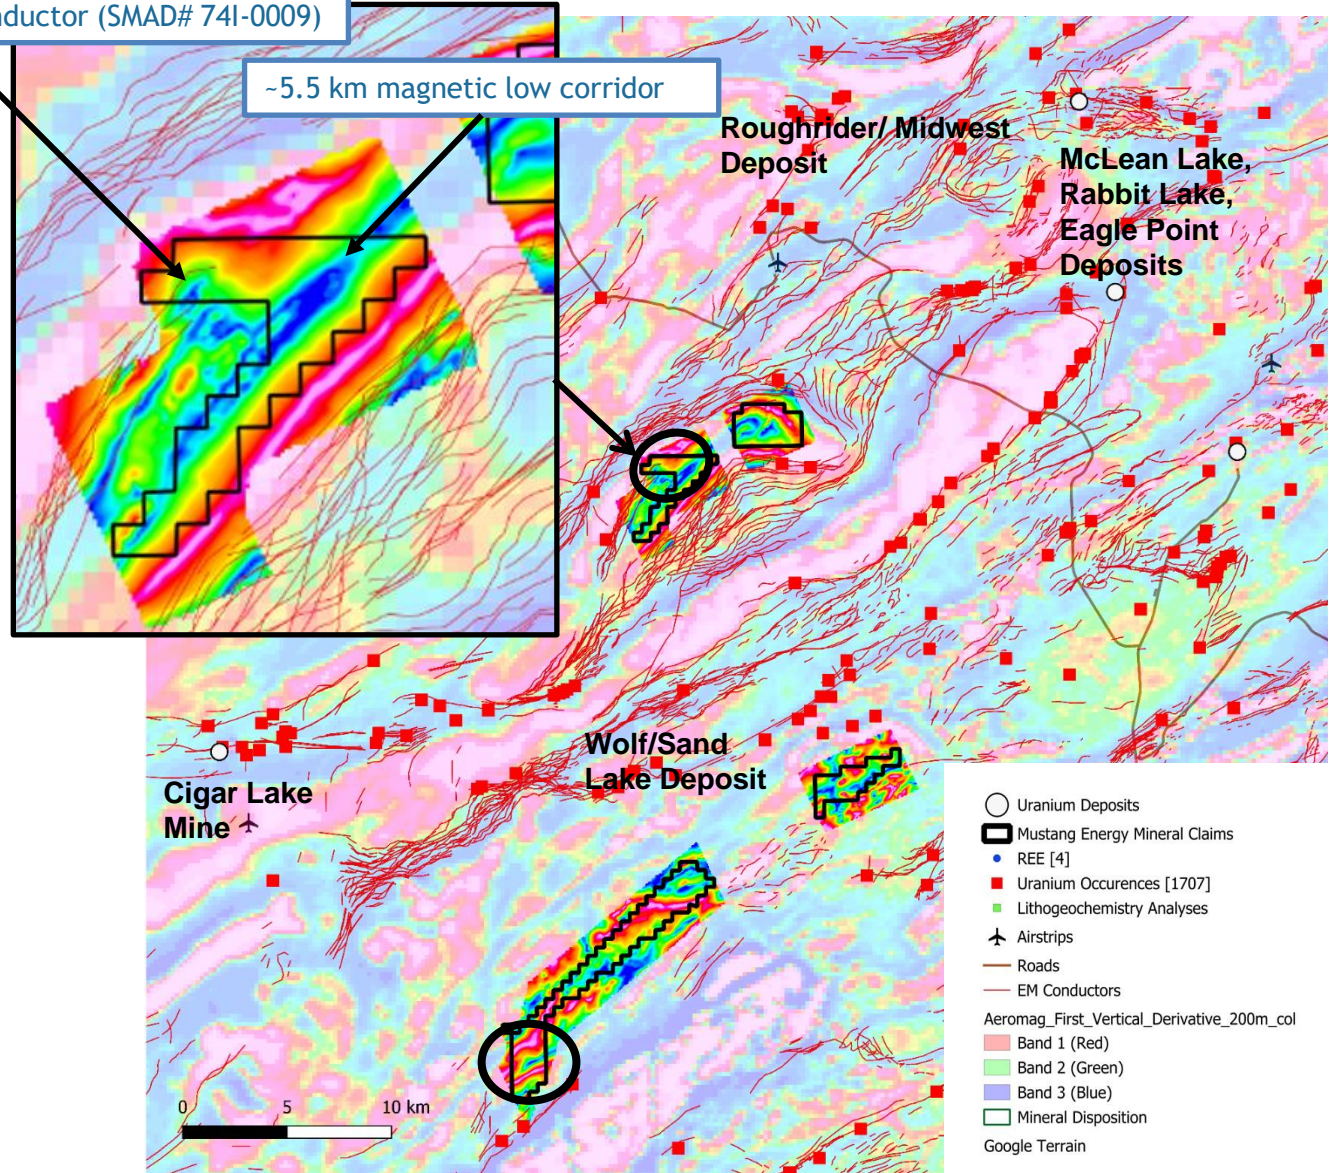 nductor (SMAD# 74I-0009)
~5.5 km magnetic low corridor
Roughrider/ Midwest
Deposit
McLean Lake,
Rabbit Lake,
Eagle Point
Deposits
Wolf/Sand
Lake Deposit
Cigar Lake
Mine
0 5 10 km
Uranium Deposits
Mustang Energy Mineral Claims
REE [4]
Uranium Occurences [1707]
Lithogeochemistry Analyses
Airstrips
Roads
EM Conductors
Aeromag_First_Vertical_Derivative_200m_col
Band 1 (Red)
Band 2 (Green)
Band 3 (Blue)
Mineral Disposition
Google Terrain